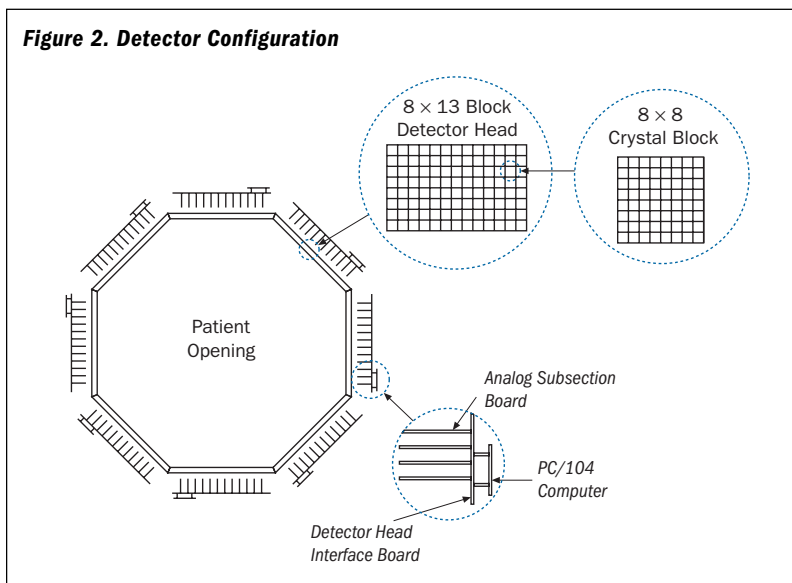 Figure 2. Detector Configuration
8 × 13 Block
Detector Head
8 × 8
Crystal Block
Patient
Opening
Analog Subsection
Board
PC/104
Computer
Detector Head
Interface Board